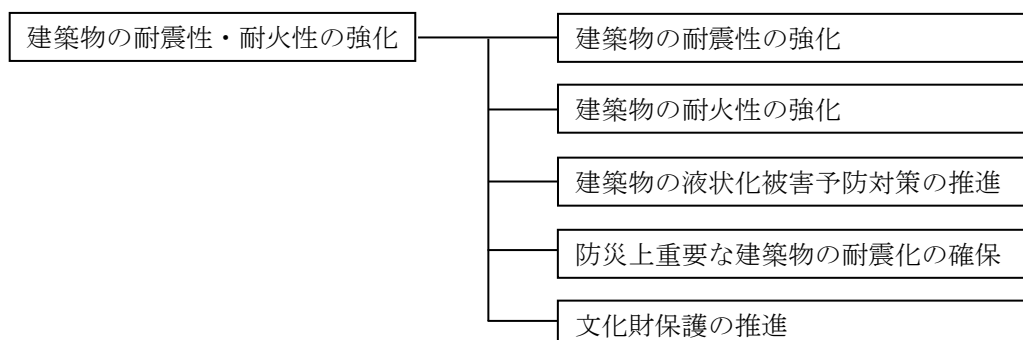 建築物の耐震性・耐火性の強化
建築物の耐震性の強化
建築物の耐火性の強化
建築物の液状化被害予防対策の推進
防災上重要な建築物の耐震化の確保
文化財保護の推進